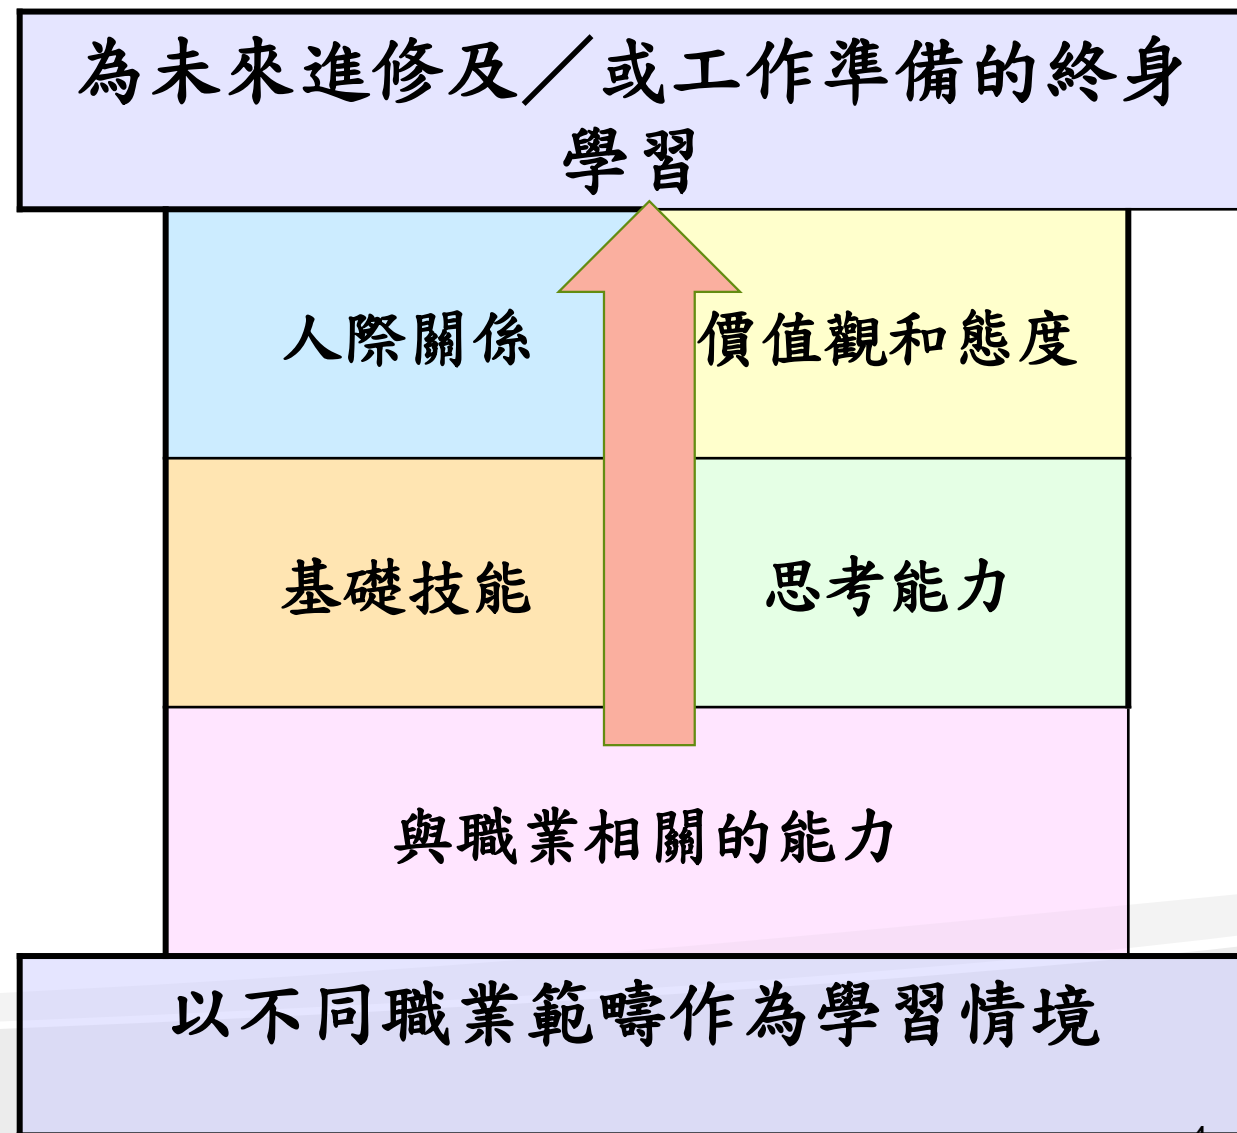 為未來進修及／或工作準備的終身
學習
人際關係
價值觀和態度
基礎技能
思考能力
與職業相關的能力
以不同職業範疇作為學習情境